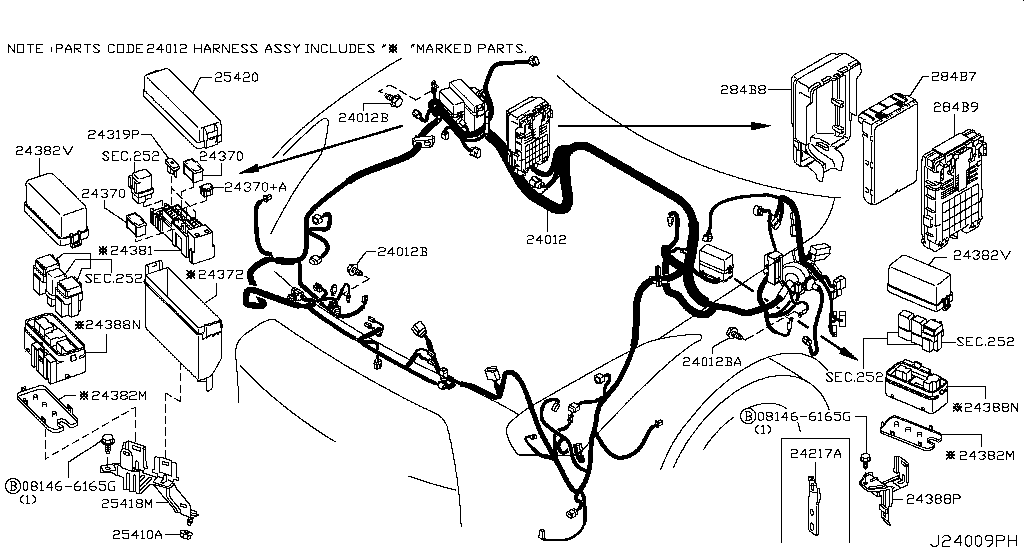 NOTE : PARTS CODE 24012 HARNESS ASSY INCLUDES "※ "MARKED PARTS.
25420
24319P
SEC.252
24370
24382V
24370
24370+A
※24381
SEC.252
※24372
※24388N
※24382M
B08146-6165G
(1)
25418M
25410A
24012B
24012B
24012
24012BA
284B8
284B7
284B9
24382V
SEC.252
SEC.252
※24388N
B08146-6165G
(1)
※24382M
24217A
24388P
J24009PH